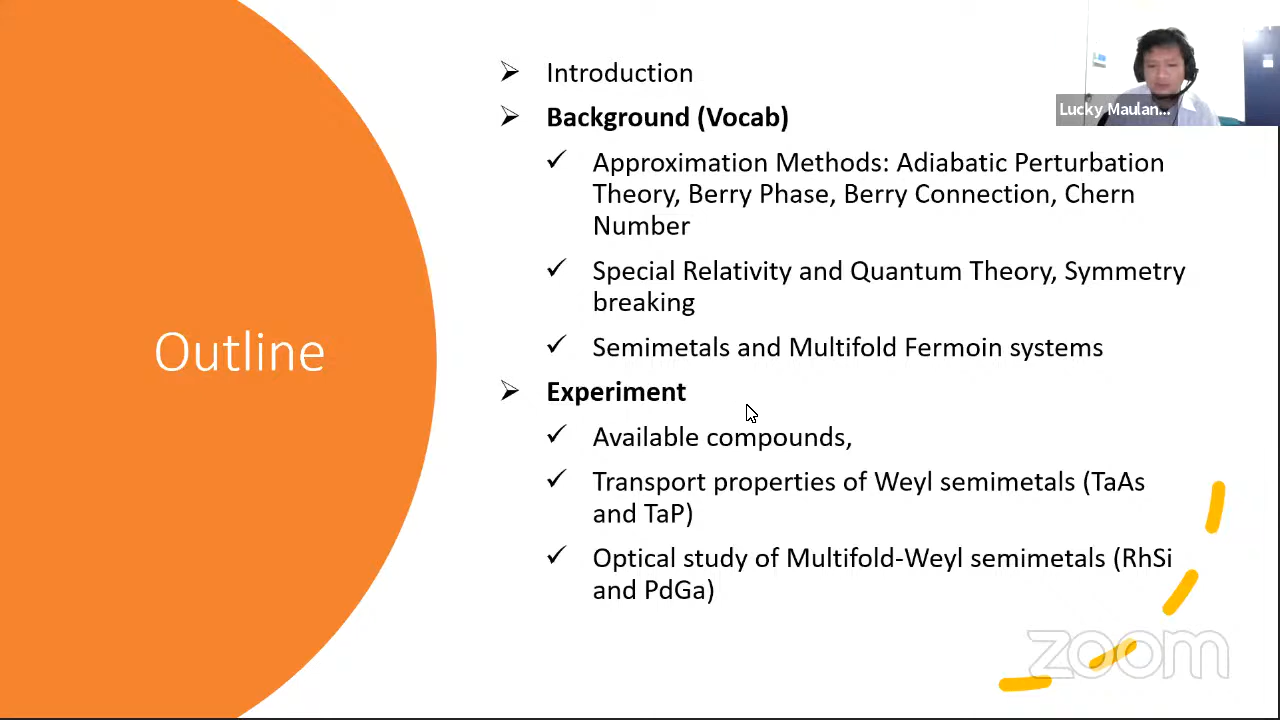 Outline
Introduction
Background (Vocab)
Approximation Methods: Adiabatic Perturbation
Theory, Berry Phase, Berry Connection, Chern
Number
Special Relativity and Quantum Theory, Symmetry
breaking
Semimetals and Multifold Fermoin systems
Experiment
Available compounds,
Transport properties of Weyl semimetals (TaAs
and TaP)
Optical study of Multifold-Weyl semimetals (RhSi
and PdGa)
Lucky Maulan...
zoom